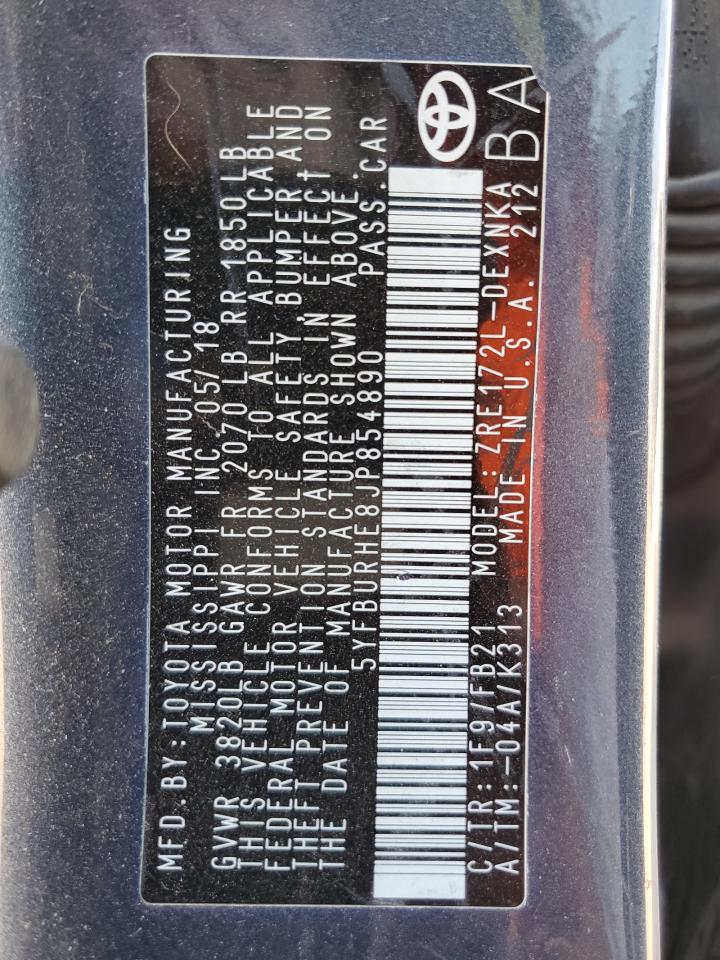 MFD.BY:TOYOTA MOTOR MANUFACTURING
MISSISSIPPI INC. 05/18
GVWR 3820LB GAWR FR 2070LB RR 1850LB
THIS VEHICLE CONFORMS TO ALL APPLICABLE
FEDERAL MOTOR VEHICLE SAFETY,BUMPER AND
THEFT PREVENTION STANDARDS IN EFFECT ON
THE DATE OF MANUFACTURE SHOWN ABOVE.
5YFBURHE8JP854890 PASS.CAR
C/TR:1F9/FB21 MODEL:ZRE172L-DEXNKA
A/TM:-04A/K313 MADE IN U.S.A. 212 BA